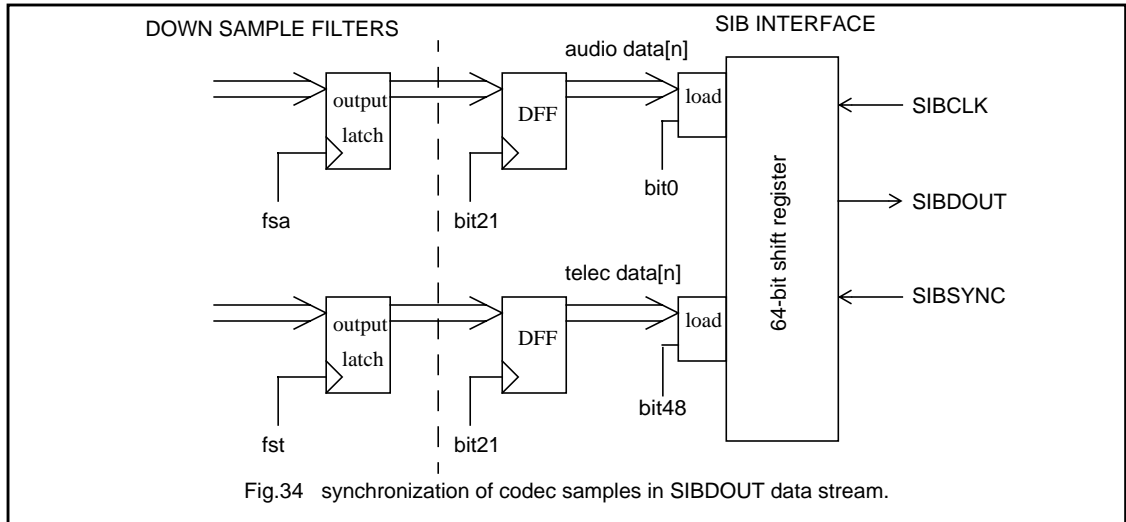 DOWN SAMPLE FILTERS
SIB INTERFACE
audio data[n]
output
latch
DFF
load
SIBCLK
bit0
fsa
bit21
64-bit shift register
SIBDOUT
telec data[n]
output
latch
DFF
load
SIBSYNC
bit48
fst
bit21
Fig.34 synchronization of codec samples in SIBDOUT data stream.